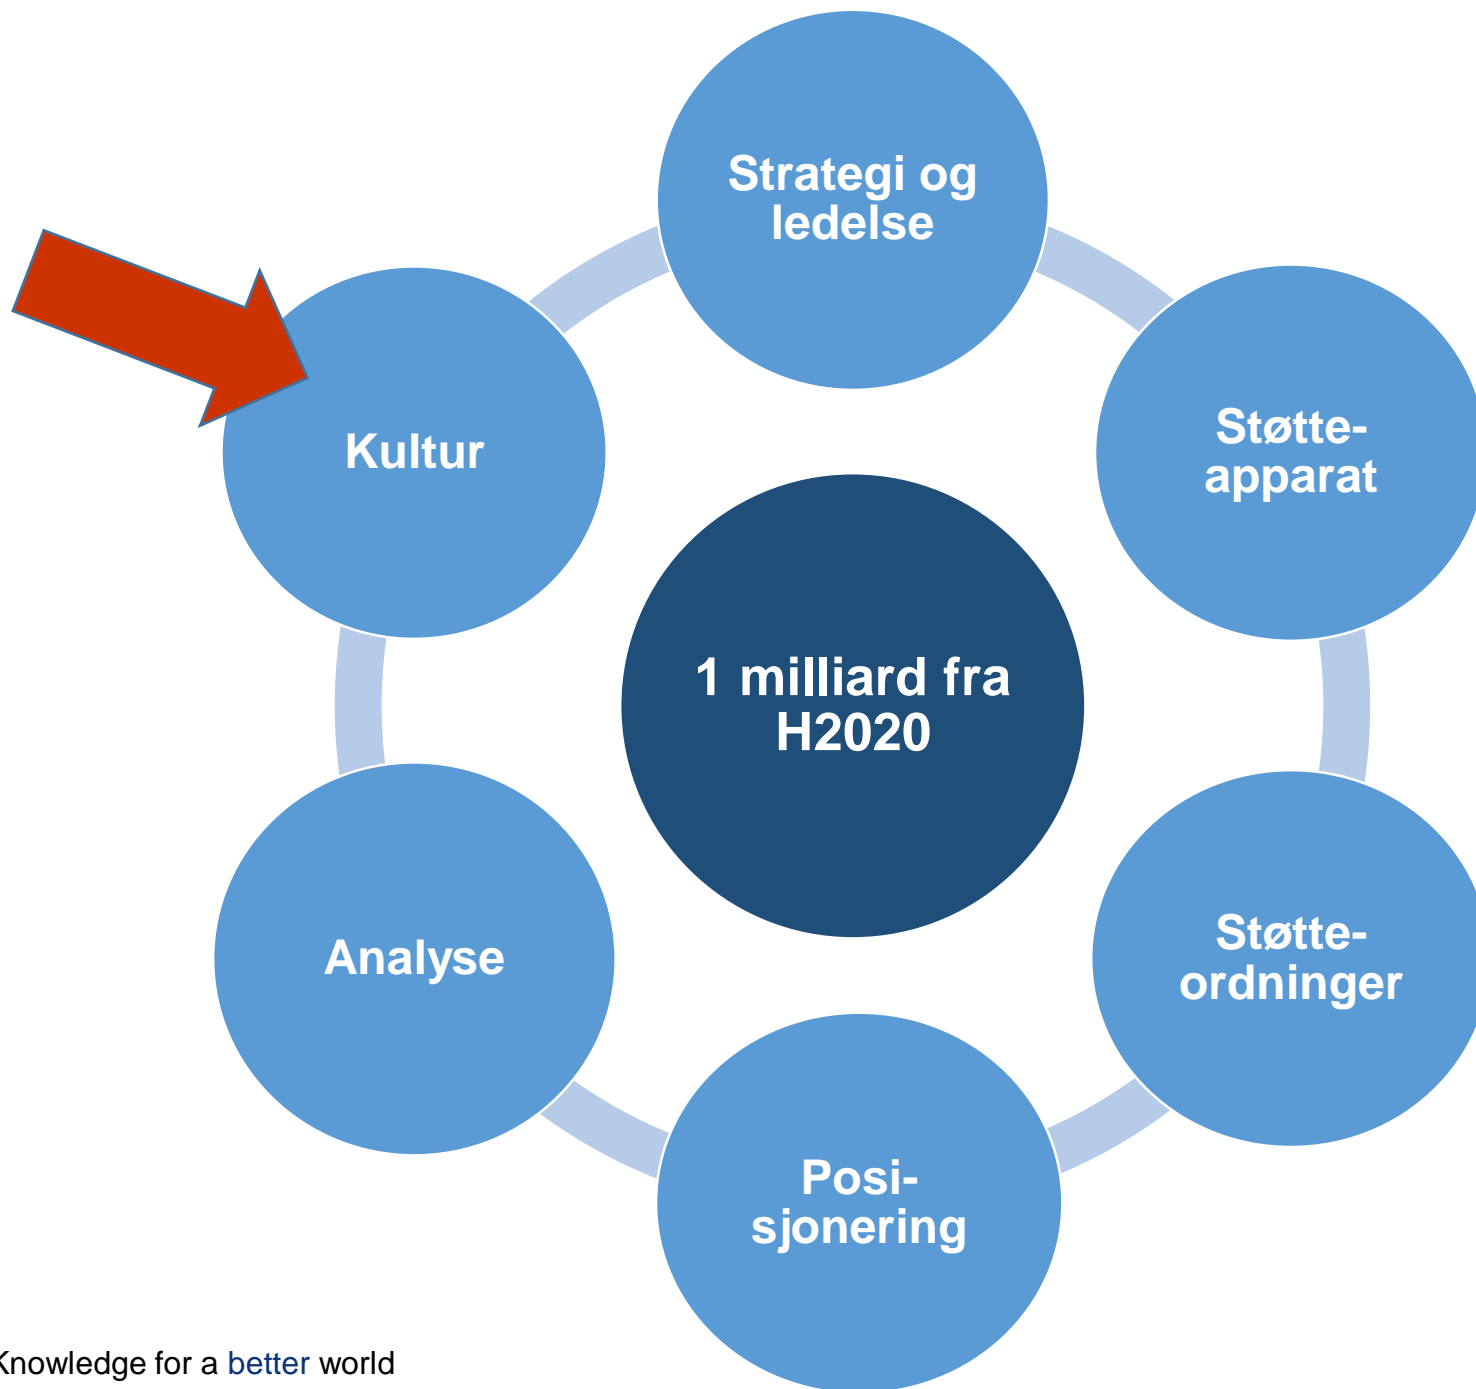 Strategi og
ledelse
Støtte-
apparat
Støtte-
ordninger
Posi-
sjonering
Analyse
Kultur
1 milliard fra
H2020
Knowledge for a better world